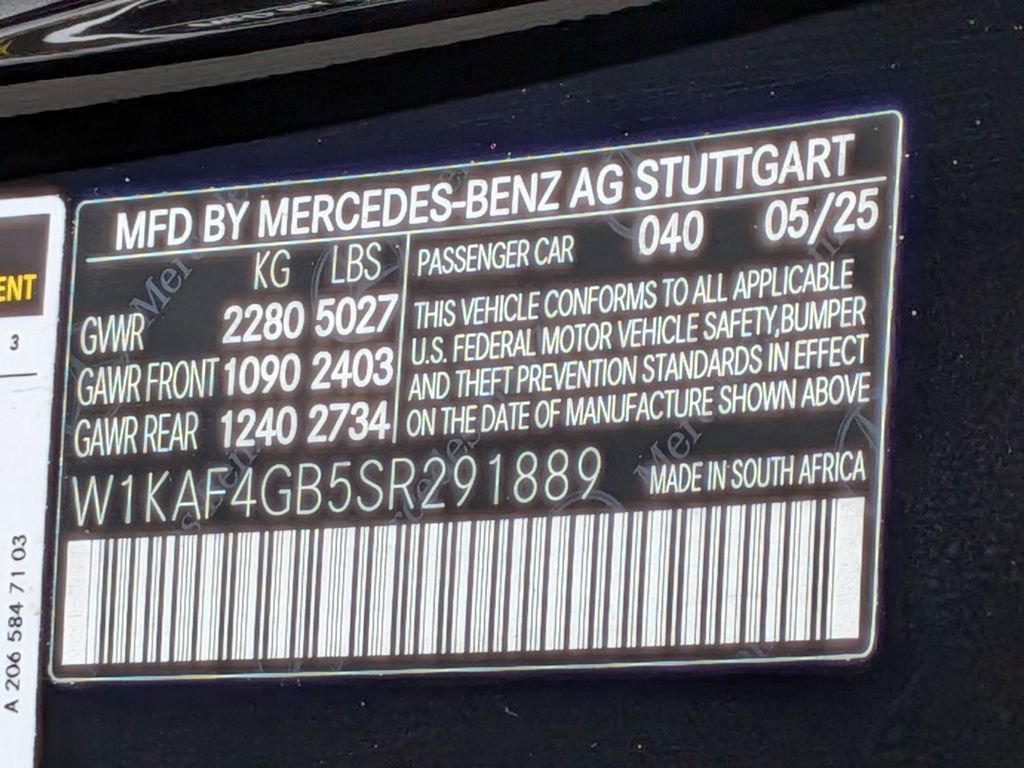 MFD BY MERCEDES-BENZ AG STUTTGART
KG LBS
GVWR 2280 5027
GAWR FRONT 1090 2403
GAWR REAR 1240 2734
PASSENGER CAR 040 05/25
THIS VEHICLE CONFORMS TO ALL APPLICABLE
U.S. FEDERAL MOTOR VEHICLE SAFETY,BUMPER
AND THEFT PREVENTION STANDARDS IN EFFECT
ON THE DATE OF MANUFACTURE SHOWN ABOVE
W1KAF4GB5SR291889
MADE IN SOUTH AFRICA
3
A 206 584 71 03